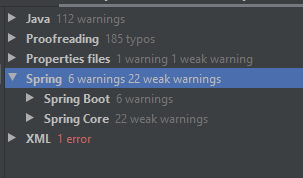 Java 112 warnings
Proofreading 185 typos
Properties files 1 warning 1 weak warning
Spring 6 warnings 22 weak warnings
Spring Boot 6 warnings
Spring Core 22 weak warnings
XML 1 error